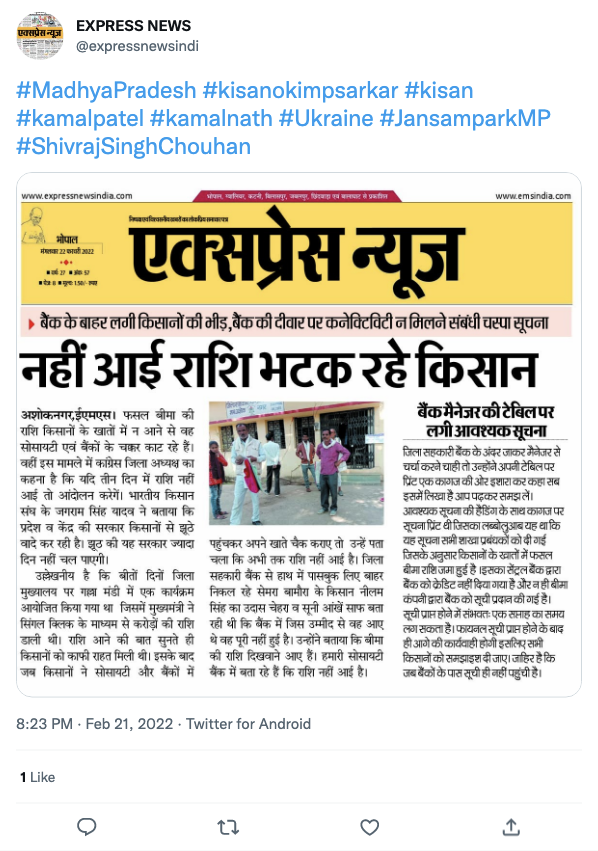 EXPRESS NEWS
@expressnewsindi
#MadhyaPradesh #kisanokimpsarkar #kisan
#kamalpatel #kamalnath #Ukraine #JansamparkMP
#ShivrajSinghChouhan
www.expressnewsindia.com
भोपाल, ग्वालियर, कटनी, बिलासपुर, जबलपुर, छिंदवाड़ा एवं बालाघाट से प्रकाशित
www.emsindia.com
भोपाल
मंगलवार 22 फरवरी 2022
एक्सप्रेस न्यूज
बैंक के बाहर लगी किसानों की भीड़,बैंक की दीवार पर कनेक्टिविटी न मिलने संबंधी चस्पा सूचना
नहीं आई राशि भटक रहे किसान
अशोकनगर,ईएमएस। फसल बीमा की
राशि किसानों के खातों में न आने से वह
सोसायटी एवं बैंकों के चक्कर काट रहे हैं।
वहीं इस मामले में कांग्रेस जिला अध्यक्ष का
कहना है कि यदि तीन दिन में राशि नहीं
आई तो आंदोलन करेगें। भारतीय किसान
संघ के जगराम सिंह यादव ने बताया कि
प्रदेश व केंद्र की सरकार किसानों से झूठे
वादे कर रही है। झूठ की यह सरकार ज्यादा
दिन नहीं चल पाएगी।
उल्लेखनीय है कि बीतों दिनों जिला
मुख्यालय पर गल्ला मंडी में एक कार्यक्रम
आयोजित किया गया था जिसमें मुख्यमंत्री ने
सिंगल क्लिक के माध्यम से करोड़ों की राशि
डाली थी। राशि आने की बात सुनते ही
किसानों को काफी राहत मिली थी। इसके बाद
जब किसानों ने सोसायटी और बैंकों में
पहुंचकर अपने खाते चैक कराए तो उन्हें पता
चला कि अभी तक राशि नहीं आई है। जिला
सहकारी बैंक से हाथ में पासबुक लिए बाहर
निकल रहे सेमरा बामौरा के किसान नीलम
सिंह का उदास चेहरा व सूनी आंखें साफ बता
रही थी कि बैंक में जिस उम्मीद से वह आए
थे वह पूरी नहीं हुई है। उन्होंने बताया कि बीमा
की राशि दिखवाने आए हैं। हमारी सोसायटी
बैंक में बता रहे हैं कि राशि नहीं आई है।
बैंक मैनेजर की टेबिल पर
लगी आवश्यक सूचना
जिला सहकारी बैंक के अंदर जाकर मैनेजर से
चर्चा करने चाही तो उन्होंने अपनी टेबिल पर
प्रिंट एक कागज की ओर इशारा कर कहा सब
इसमें लिखा है आप पढ़कर समझ लें।
आवश्यक सूचना की हैडिंग के साथ कागज पर
सूचना प्रिंट थी जिसका लब्बोलुआब यह था कि
यह सूचना सभी शाखा प्रबंधकों को दी गई
जिसके अनुसार किसानों के खातों में फसल
बीमा राशि जमा हुई है। इसका सेंट्रल बैंक द्वारा
बैंक को क्रेडिट नहीं दिया गया है और न ही बीमा
कंपनी द्वारा बैंक को सूची प्रदान की गई है।
सूची प्राप्त होने में संभवतः एक सप्ताह का समय
लग सकता है। फायनल सूची प्राप्त होने के बाद
ही आगे की कार्यवाही होगी इसलिए सभी
किसानों को समझाइश दी जाए। जाहिर है कि
जब बैंकों के पास सूची ही नहीं पहुंची है।
8:23 PM · Feb 21, 2022 · Twitter for Android
1 Like